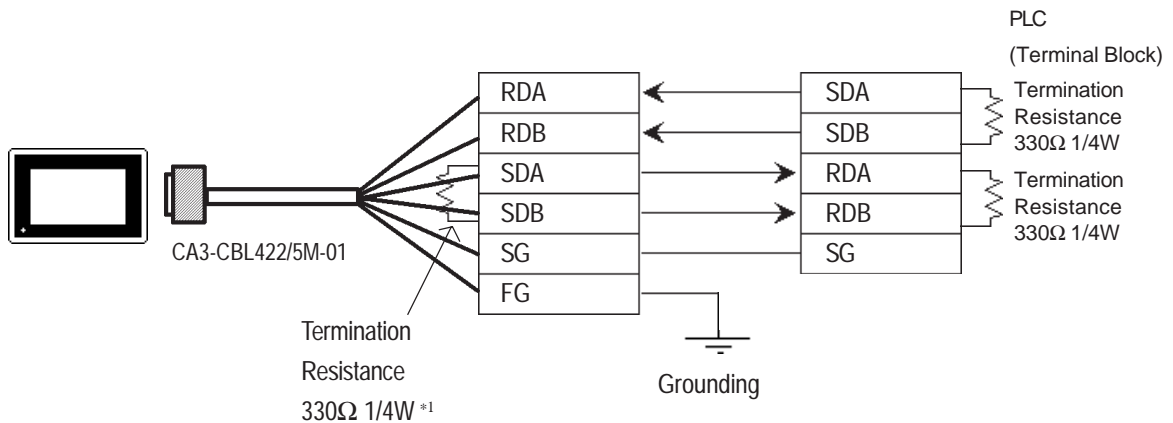 PLC
(Terminal Block)
RDA
RDB
SDA
SDB
SG
FG
SDA
SDB
RDA
RDB
SG
Termination
Resistance
330Ω 1/4W
Termination
Resistance
330Ω 1/4W
CA3-CBL422/5M-01
Termination
Resistance
330Ω 1/4W *1
Grounding